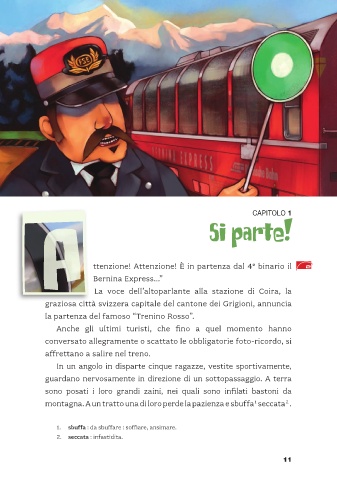 BERNINA EXPRESS
CAPITOLO 1
Si parte!
Attenzione! Attenzione! È in partenza dal 4° binario il
Bernina Express..."
La voce dell'altoparlante alla stazione di Coira, la
graziosa città svizzera capitale del cantone dei Grigioni, annuncia
la partenza del famoso "Trenino Rosso".
Anche gli ultimi turisti, che fino a quel momento hanno
conversato allegramente o scattato le obbligatorie foto-ricordo, si
affrettano a salire nel treno.
In un angolo in disparte cinque ragazze, vestite sportivamente,
guardano nervosamente in direzione di un sottopassaggio. A terra
sono posati i loro grandi zaini, nei quali sono infilati bastoni da
montagna. A un tratto una di loro perde la pazienza e sbuffa¹ seccata².
1. sbuffa : da sbuffare : soffiare, ansimare.
2. seccata : infastidita.
11